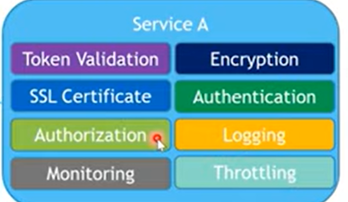 Service A
Token Validation Encryption
SSL Certificate Authentication
Authorization Logging
Monitoring Throttling